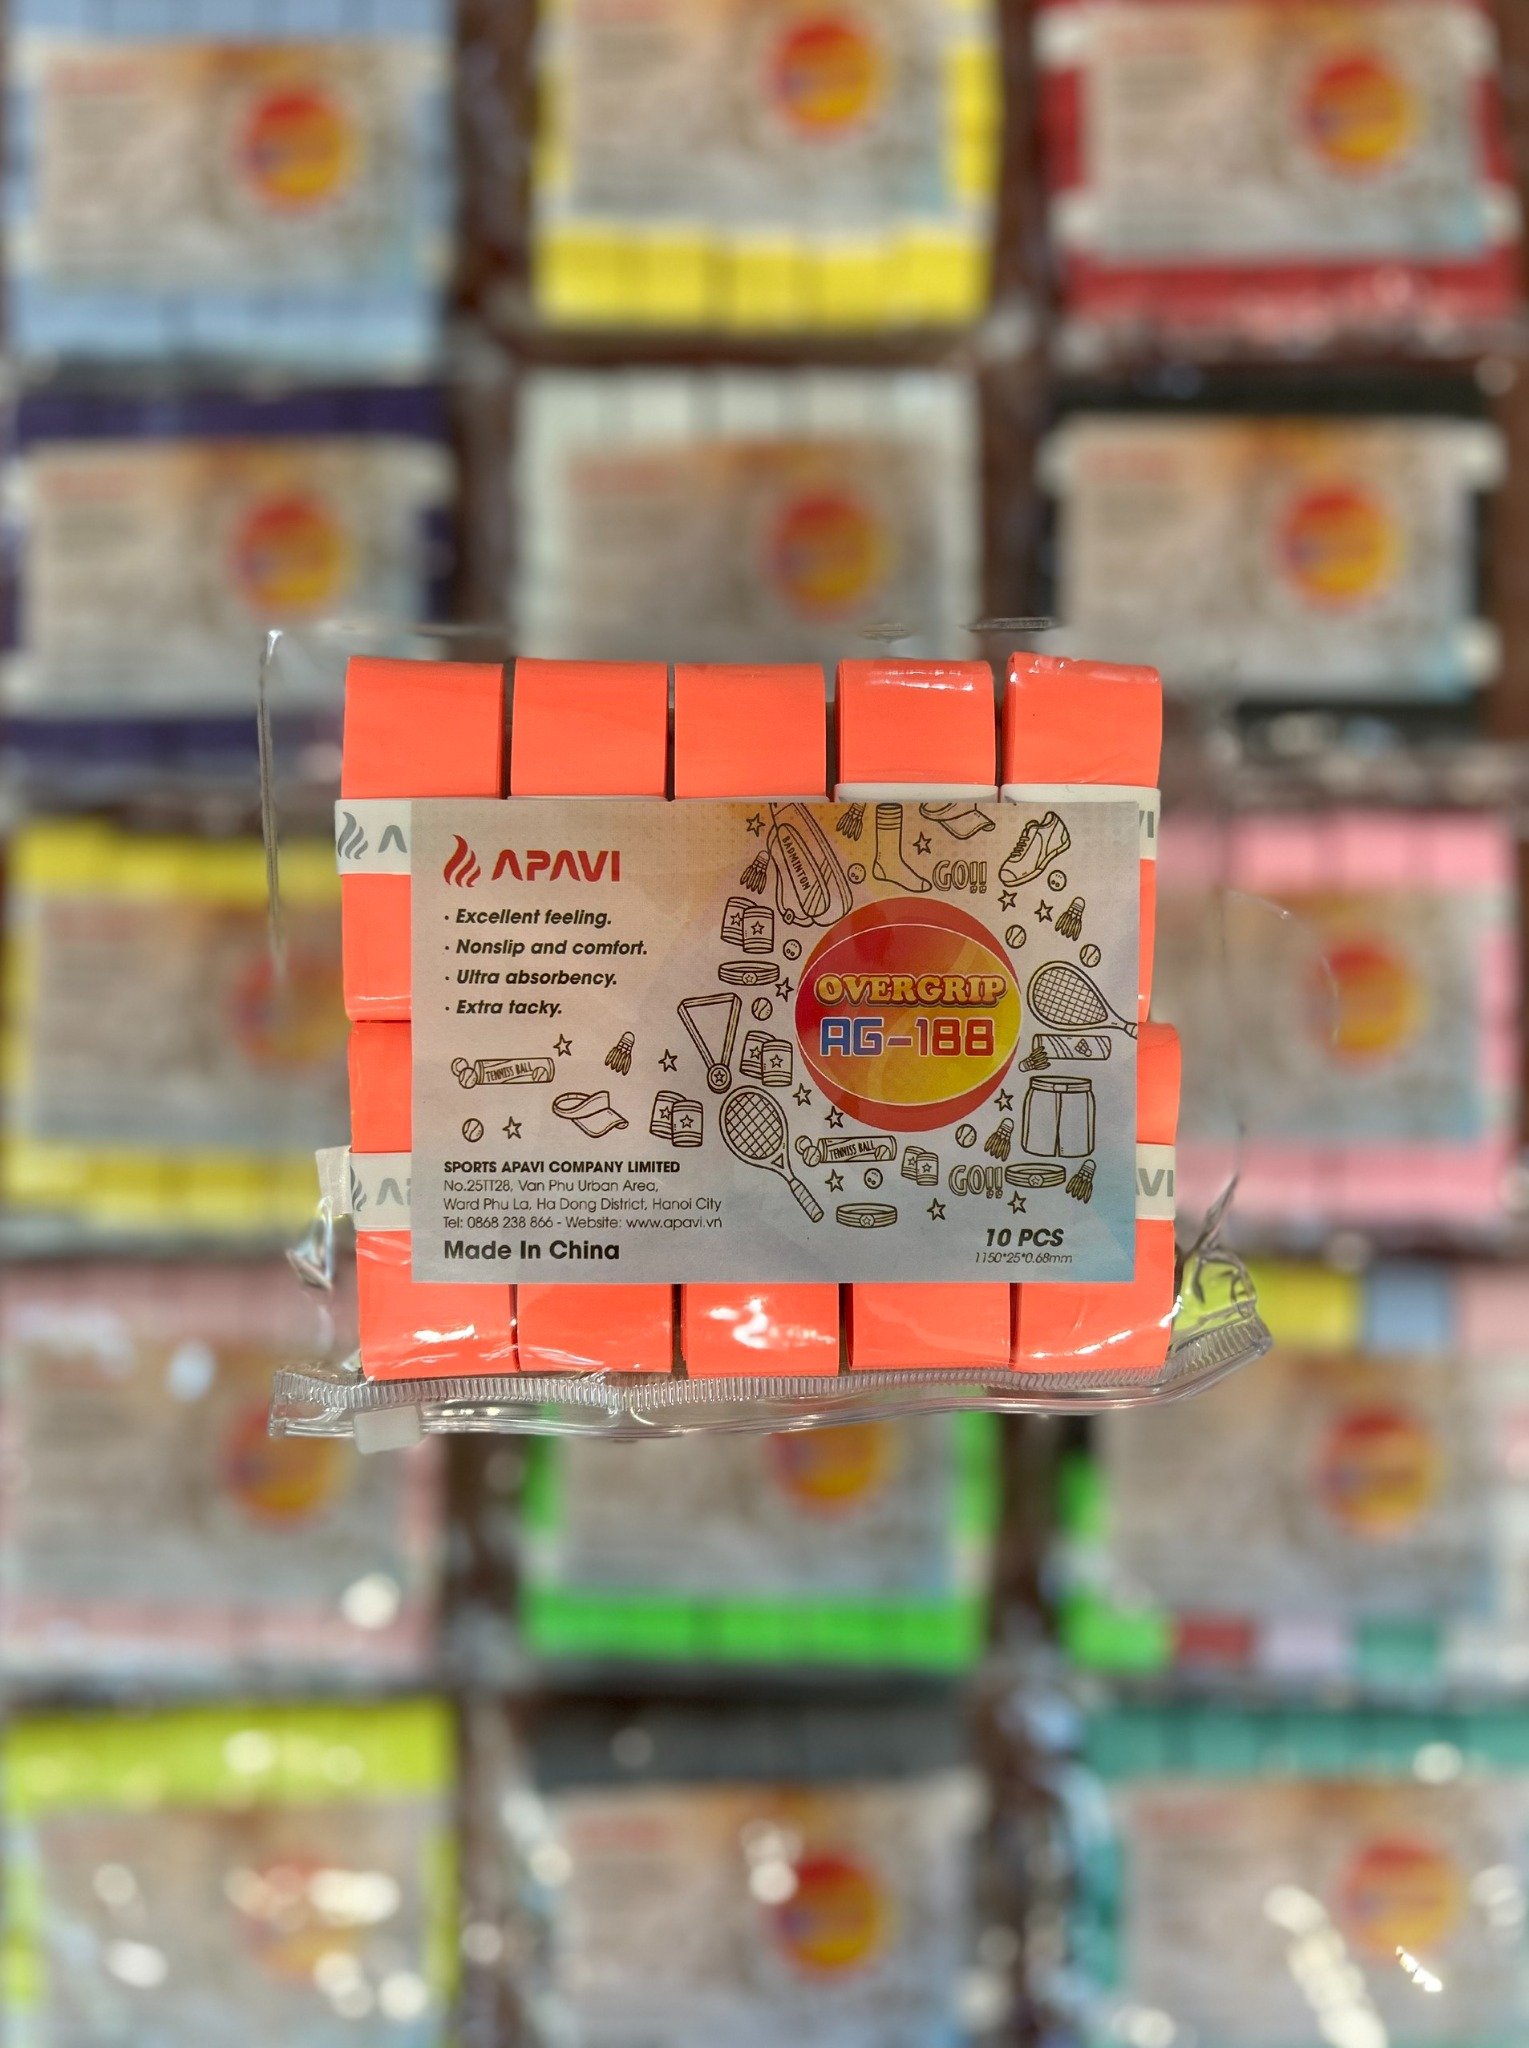 APAVI
· Excellent feeling.
· Nonslip and comfort.
· Ultra absorbency.
· Extra tacky.
BADMINTON
GO!!
OVERGRIP
AG-188
TENNISS BALL
TENNISS BALL
GO!!
SPORTS APAVI COMPANY LIMITED
No.25TT28, Van Phu Urban Area,
Ward Phu La, Ha Dong District, Hanoi City
Tel: 0868 238 866 - Website: www.apavi.vn
Made In China
10 PCS
1150*25*0.68mm